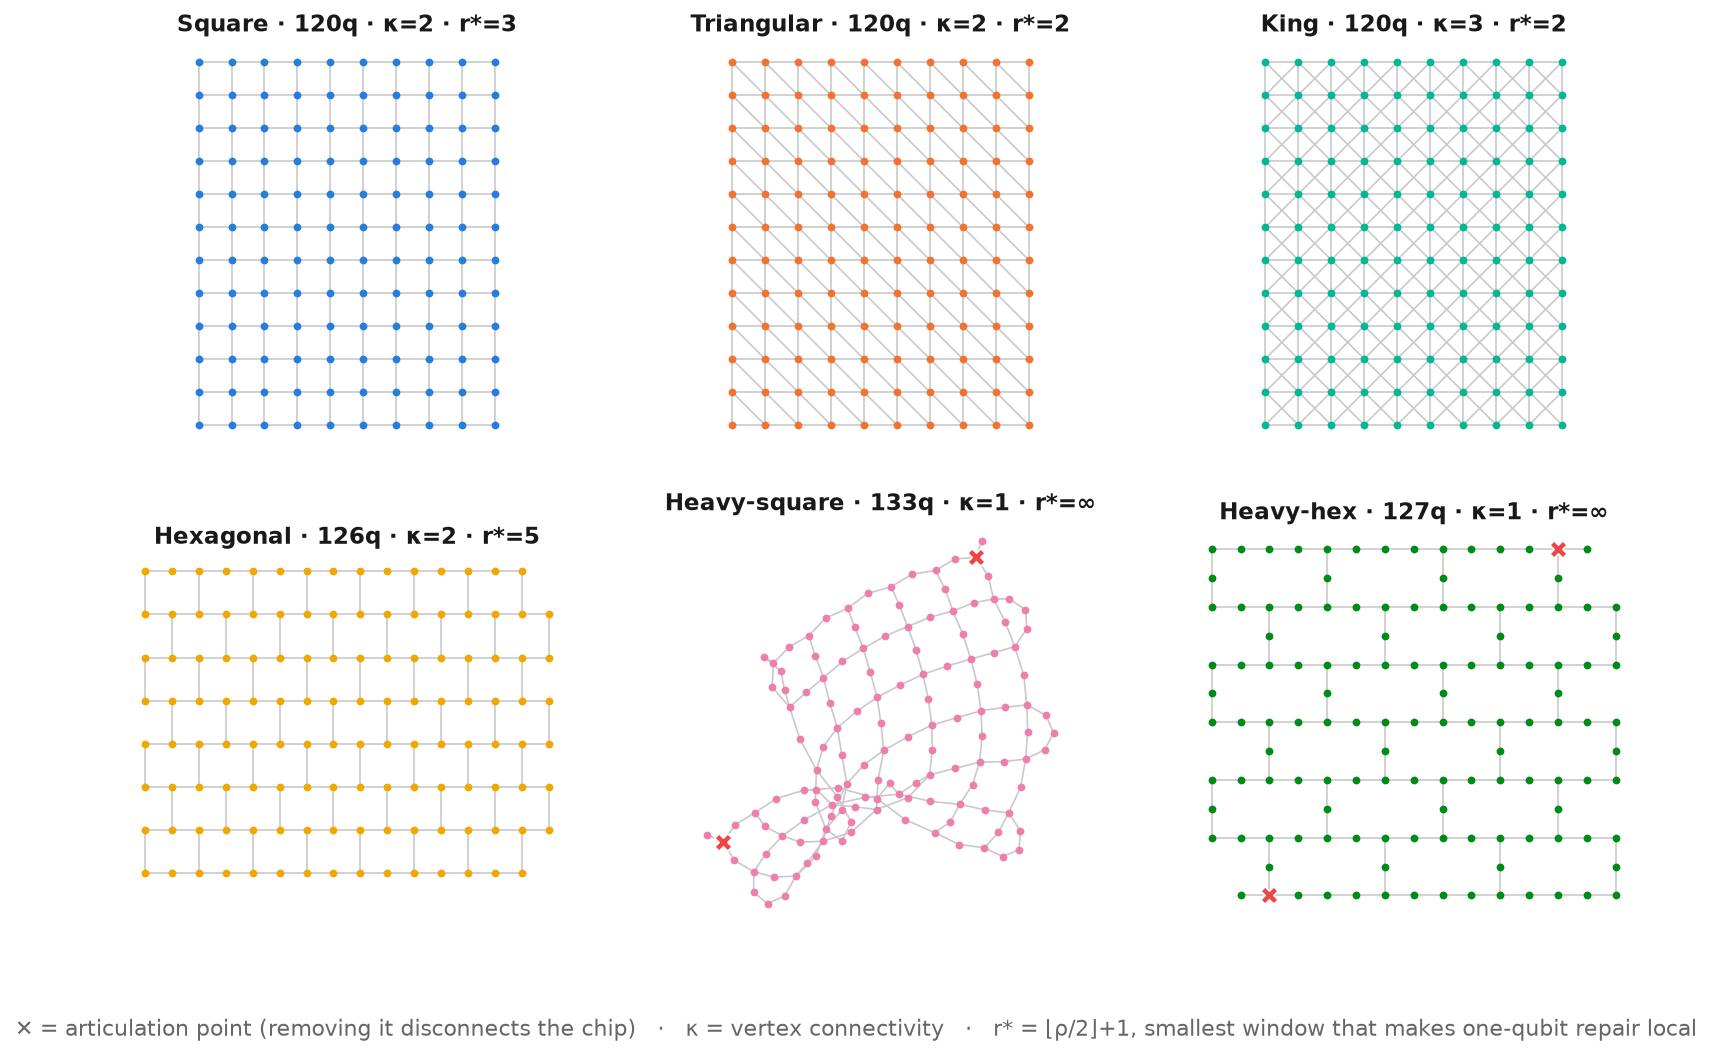 Square · 120q · κ=2 · r*=3
Triangular · 120q · κ=2 · r*=2
King · 120q · κ=3 · r*=2
Hexagonal · 126q · κ=2 · r*=5
Heavy-square · 133q · κ=1 · r*=∞
Heavy-hex · 127q · κ=1 · r*=∞
✕ = articulation point (removing it disconnects the chip) · κ = vertex connectivity · r* = ⌊ρ/2⌋+1, smallest window that makes one-qubit repair local